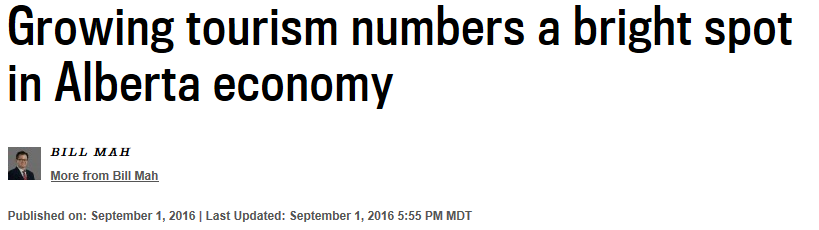 Growing tourism numbers a bright spot
in Alberta economy
BILL MAH
More from Bill Mah
Published on: September 1, 2016 | Last Updated: September 1, 2016 5:55 PM MDT